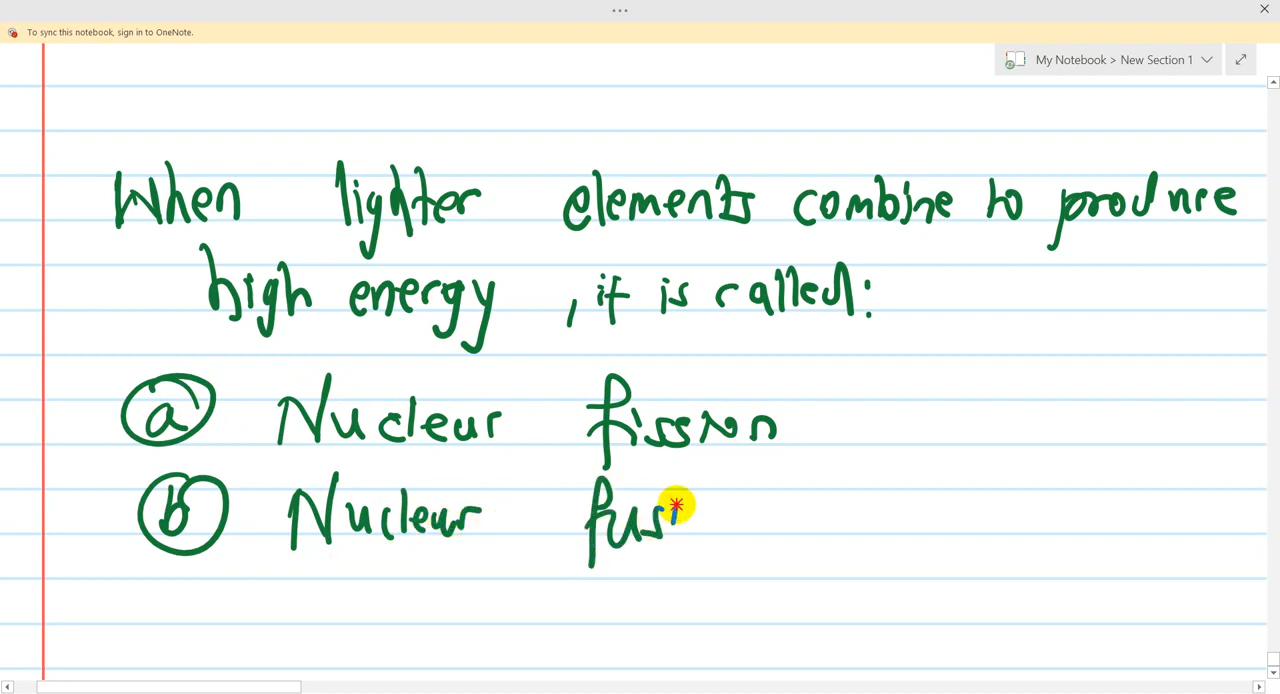 To sync this notebook, sign in to OneNote.
My Notebook > New Section 1
When lighter elements combine to produce
high energy, it is called:
a Nuclear fission
b Nuclear fusi